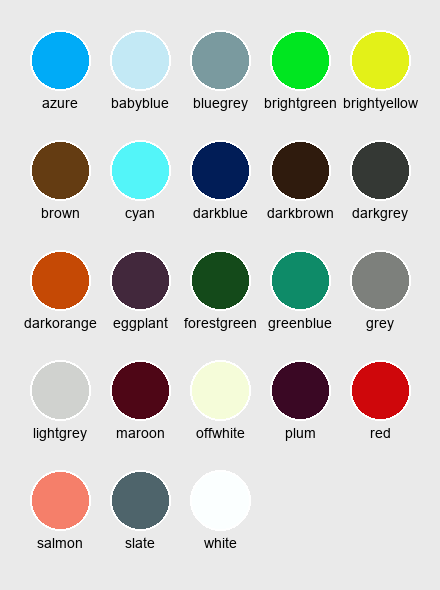 azure babyblue bluegrey brightgreen brightyellow
brown cyan darkblue darkbrown darkgrey
darkorange eggplant forestgreen greenblue grey
lightgrey maroon offwhite plum red
salmon slate white